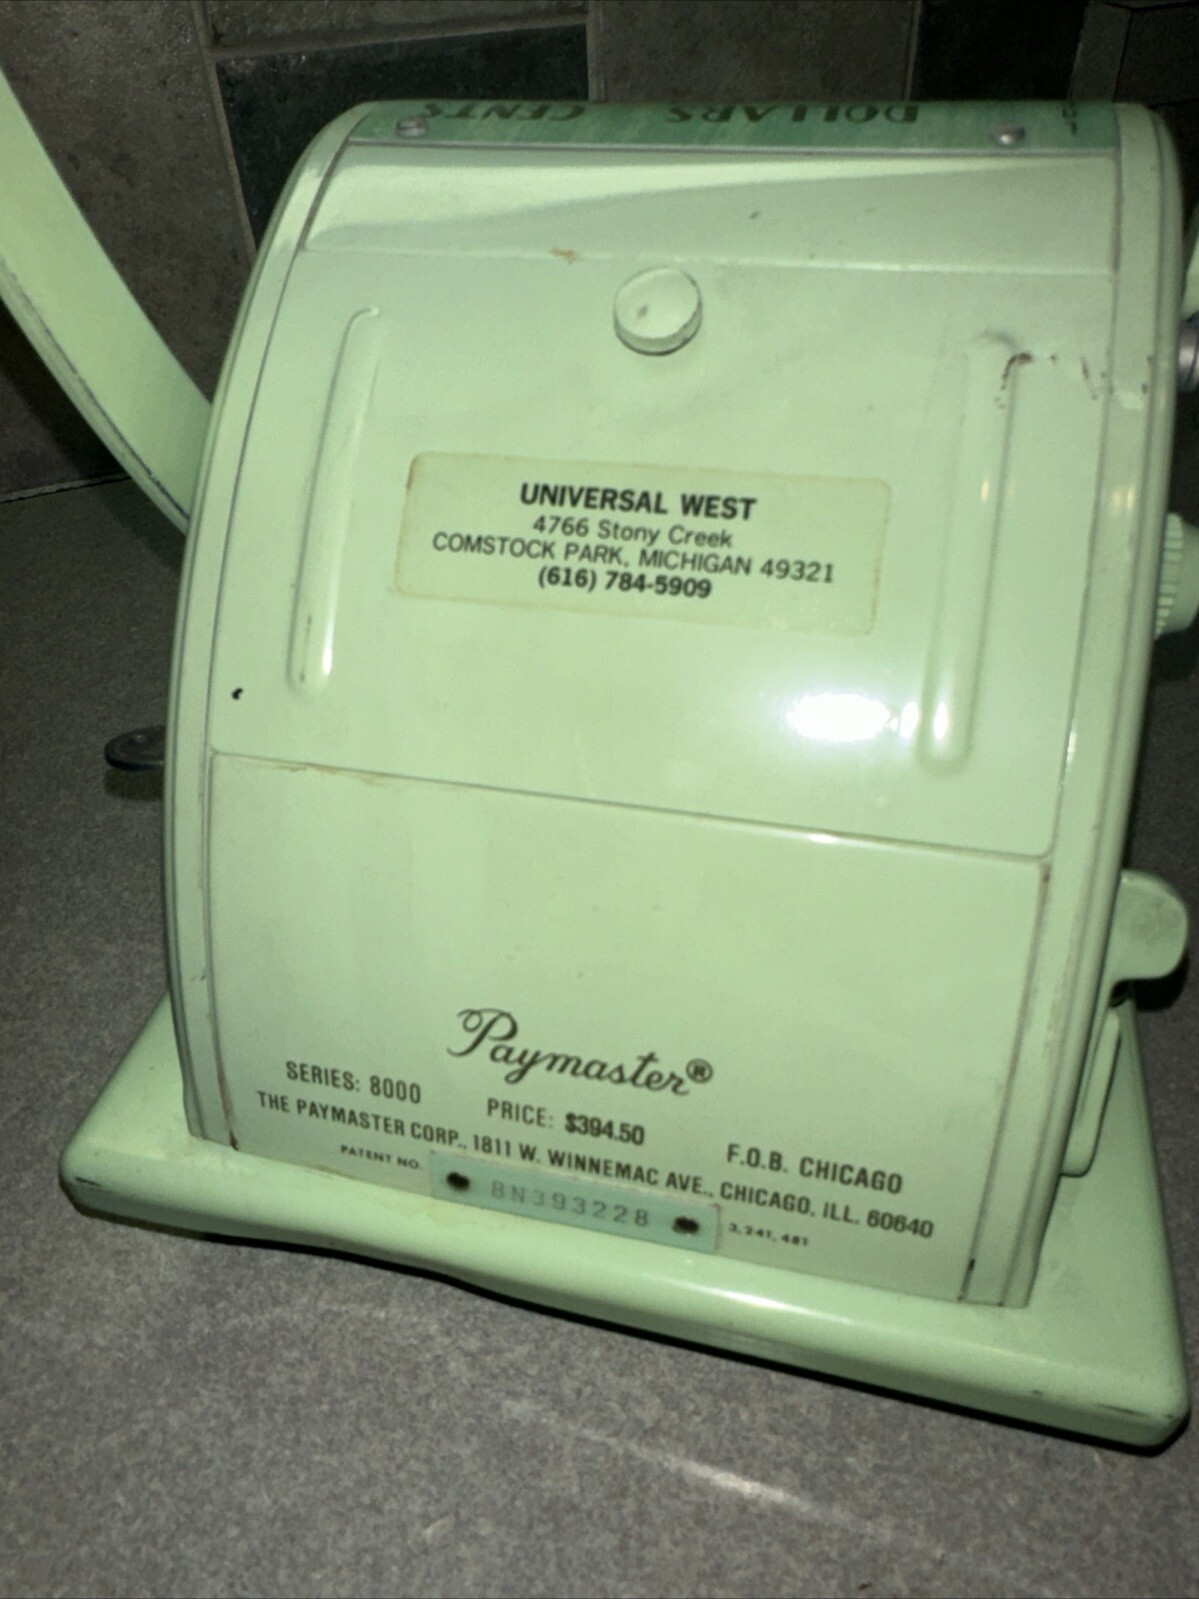 DOLLARS CENTS
UNIVERSAL WEST
4766 Stony Creek
COMSTOCK PARK, MICHIGAN 49321
(616) 784-5909
Paymaster®
SERIES: 8000 PRICE: $394.50 F.O.B. CHICAGO
THE PAYMASTER CORP., 1811 W. WINNEMAC AVE., CHICAGO, ILL. 60640
PATENT NO. 8N393228 3,241,481